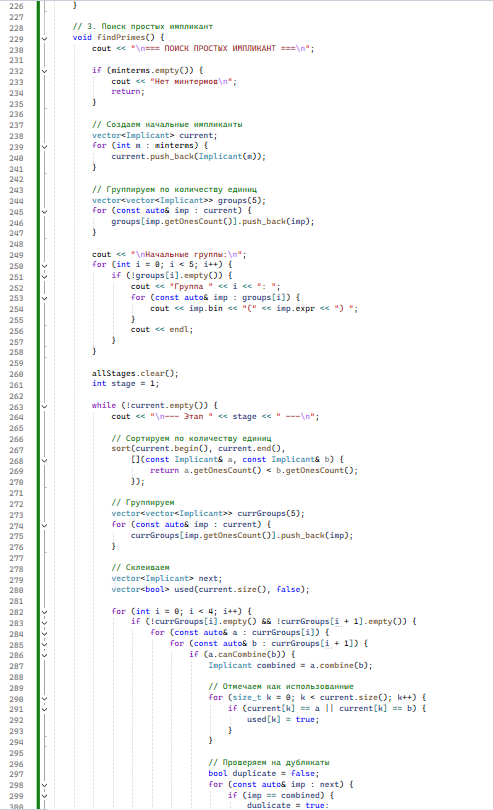 226 }
227
228 // 3. Поиск простых импликант
229 void findPrimes() {
230 cout << "\n=== ПОИСК ПРОСТЫХ ИМПЛИКАНТ ===\n";
231
232 if (minterms.empty()) {
233 cout << "Нет минтермов\n";
234 return;
235 }
236
237 // Создаем начальные импликанты
238 vector<Implicant> current;
239 for (int m : minterms) {
240 current.push_back(Implicant(m));
241 }
242
243 // Группируем по количеству единиц
244 vector<vector<Implicant>> groups(5);
245 for (const auto& imp : current) {
246 groups[imp.getOnesCount()].push_back(imp);
247 }
248
249 cout << "\nНачальные группы:\n";
250 for (int i = 0; i < 5; i++) {
251 if (!groups[i].empty()) {
252 cout << "Группа " << i << ": ";
253 for (const auto& imp : groups[i]) {
254 cout << imp.bin << "(" << imp.expr << ") ";
255 }
256 cout << endl;
257 }
258 }
259
260 allStages.clear();
261 int stage = 1;
262
263 while (!current.empty()) {
264 cout << "\n--- Этап " << stage << " ---\n";
265
266 // Сортируем по количеству единиц
267 sort(current.begin(), current.end(),
268 [](const Implicant& a, const Implicant& b) {
269 return a.getOnesCount() < b.getOnesCount();
270 });
271
272 // Группируем
273 vector<vector<Implicant>> currGroups(5);
274 for (const auto& imp : current) {
275 currGroups[imp.getOnesCount()].push_back(imp);
276 }
277
278 // Склеиваем
279 vector<Implicant> next;
280 vector<bool> used(current.size(), false);
281
282 for (int i = 0; i < 4; i++) {
283 if (!currGroups[i].empty() && !currGroups[i + 1].empty()) {
284 for (const auto& a : currGroups[i]) {
285 for (const auto& b : currGroups[i + 1]) {
286 if (a.canCombine(b)) {
287 Implicant combined = a.combine(b);
288
289 // Отмечаем как использованные
290 for (size_t k = 0; k < current.size(); k++) {
291 if (current[k] == a || current[k] == b) {
292 used[k] = true;
293 }
294 }
295
296 // Проверяем на дубликаты
297 bool duplicate = false;
298 for (const auto& imp : next) {
299 if (imp == combined) {
300 duplicate = true;